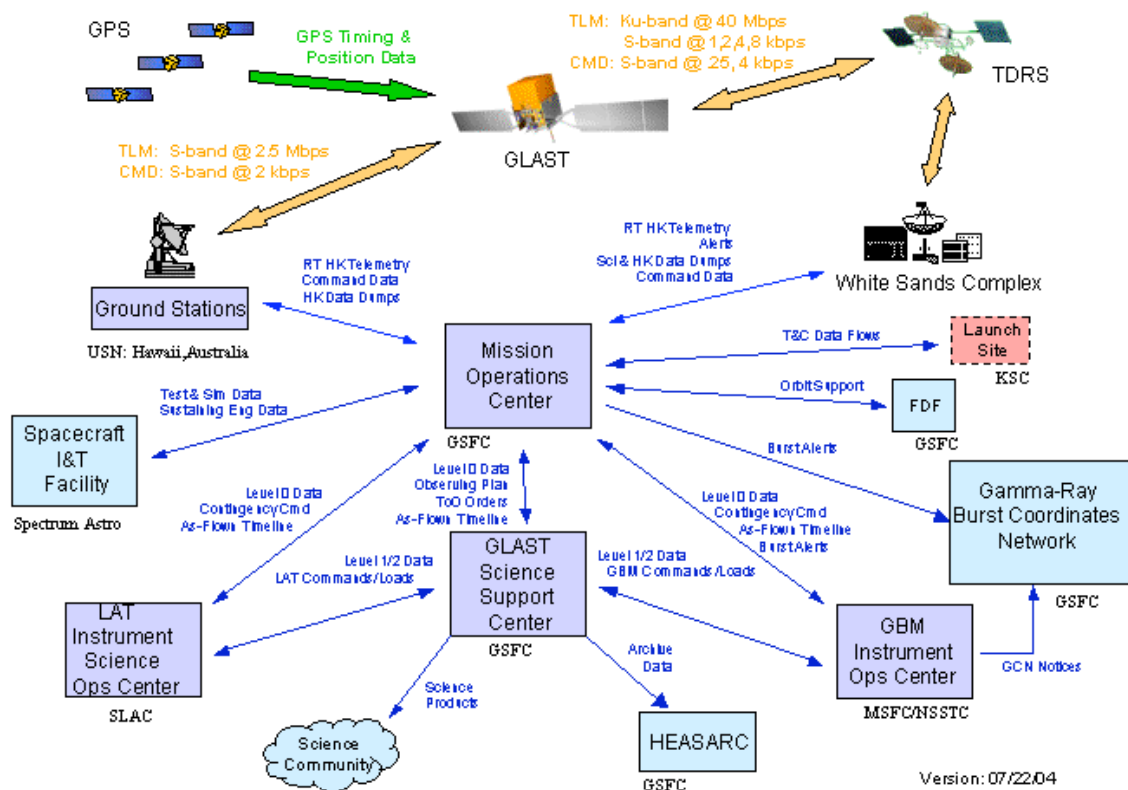 GPS
GPS Timing &
Position Data
TLM: Ku-band @ 40 Mbps
S-band @ 1,2,4,8 kbps
CMD: S-band @ .25, 4 kbps
TDRS
GLAST
TLM: S-band @ 2.5 Mbps
CMD: S-band @ 2 kbps
Ground Stations
USN: Hawaii, Australia
RT HK Telemetry
Command Data
HK Data Dumps
RT HK Telemetry
Alerts
Sci & HK Data Dumps
Command Data
White Sands Complex
Mission
Operations
Center
GSFC
T&C Data Flows
Launch
Site
KSC
Orbit Support
FDF
GSFC
Test & Sim Data
Sustaining Eng Data
Spacecraft
I&T
Facility
Spectrum Astro
Burst Alerts
Gamma-Ray
Burst Coordinates
Network
GSFC
Level 0 Data
Contingency Cmd
As-Flown Timeline
Level 0 Data
Observing Plan
ToO Orders
As-Flown Timeline
Level 0 Data
Contingency Cmd
As-Flown Timeline
Burst Alerts
Level 1/2 Data
LAT Commands/Loads
GLAST
Science
Support
Center
GSFC
Level 1/2 Data
GBM Commands/Loads
LAT
Instrument
Science
Ops Center
SLAC
GBM
Instrument
Ops Center
MSFC/NSSTC
GCN Notices
Science
Products
Archive
Data
Science
Community
HEASARC
GSFC
Version: 07/22/04